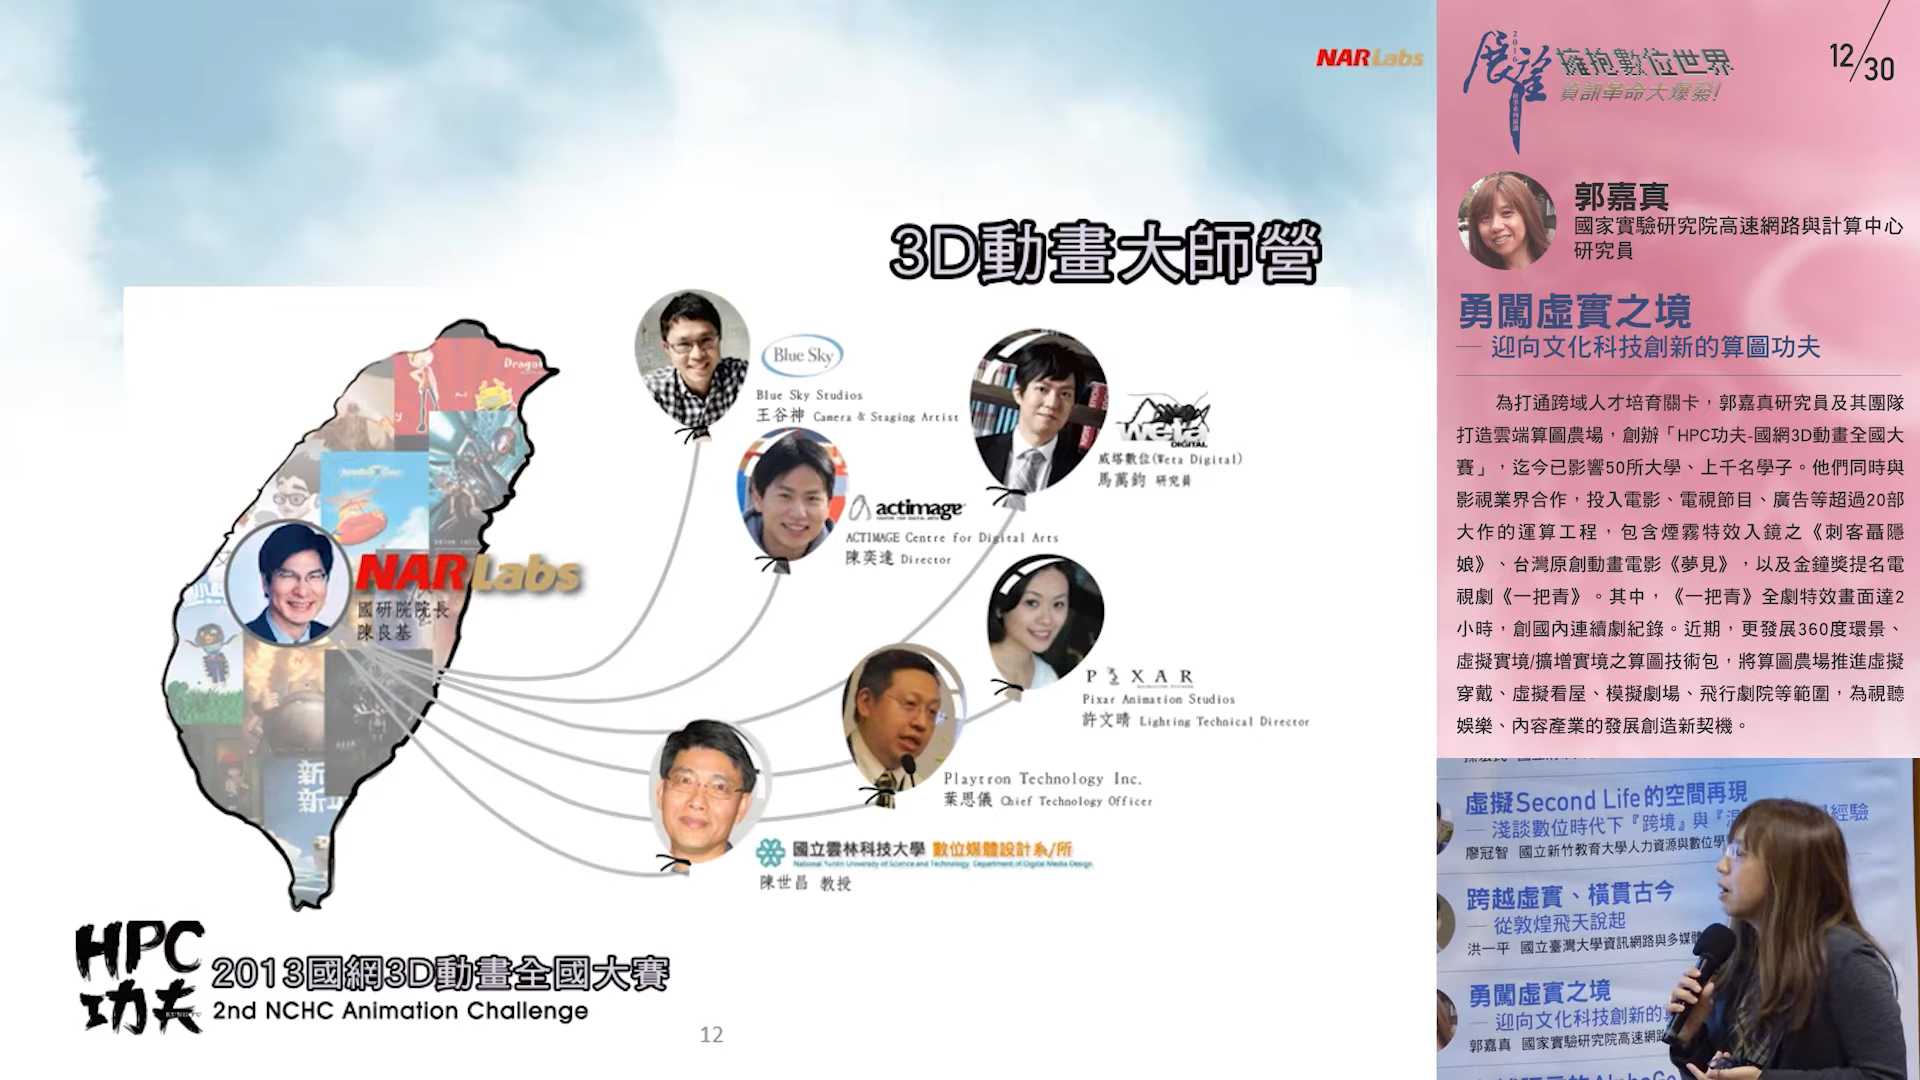 NARLabs
3D動畫大師營
Blue Sky
Blue Sky Studios
王谷神 Camera & Staging Artist
weta
DIGITAL
威塔數位(Weta Digital)
馬萬鈞 研究員
actimage
ACTIMAGE Centre for Digital Arts
陳奕達 Director
NARLabs
國研院院長
陳良基
PIXAR
Pixar Animation Studios
許文晴 Lighting Technical Director
Playtron Technology Inc.
葉思儀 Chief Technology Officer
國立雲林科技大學 數位媒體設計系/所
National Yunlin University of Science and Technology Department of Digital Media Design
陳世昌 教授
HPC
功夫
2013國網3D動畫全國大賽
2nd NCHC Animation Challenge
12
2016
展望
秋季系列演講
擁抱數位世界
資訊革命大爆發!
12/30
郭嘉真
國家實驗研究院高速網路與計算中心
研究員
勇闖虛實之境
— 迎向文化科技創新的算圖功夫
為打通跨域人才培育關卡，郭嘉真研究員及其團隊
打造雲端算圖農場，創辦「HPC功夫-國網3D動畫全國大
賽」，迄今已影響50所大學、上千名學子。他們同時與
影視業界合作，投入電影、電視節目、廣告等超過20部
大作的運算工程，包含煙霧特效入鏡之《刺客聶隱
娘》、台灣原創動畫電影《夢見》，以及金鐘獎提名電
視劇《一把青》。其中，《一把青》全劇特效畫面達2
小時，創國內連續劇紀錄。近期，更發展360度環景、
虛擬實境/擴增實境之算圖技術包，將算圖農場推進虛擬
穿戴、虛擬看屋、模擬劇場、飛行劇院等範圍，為視聽
娛樂、內容產業的發展創造新契機。
虛擬Second Life的空間再現
— 淺談數位時代下『跨境』與『 經驗
廖冠智 國立新竹教育大學人力資源與數位學
跨越虛實、橫貫古今
— 從敦煌飛天說起
洪一平 國立臺灣大學資訊網路與多媒體
勇闖虛實之境
— 迎向文化科技創新的
郭嘉真 國家實驗研究院高速網路